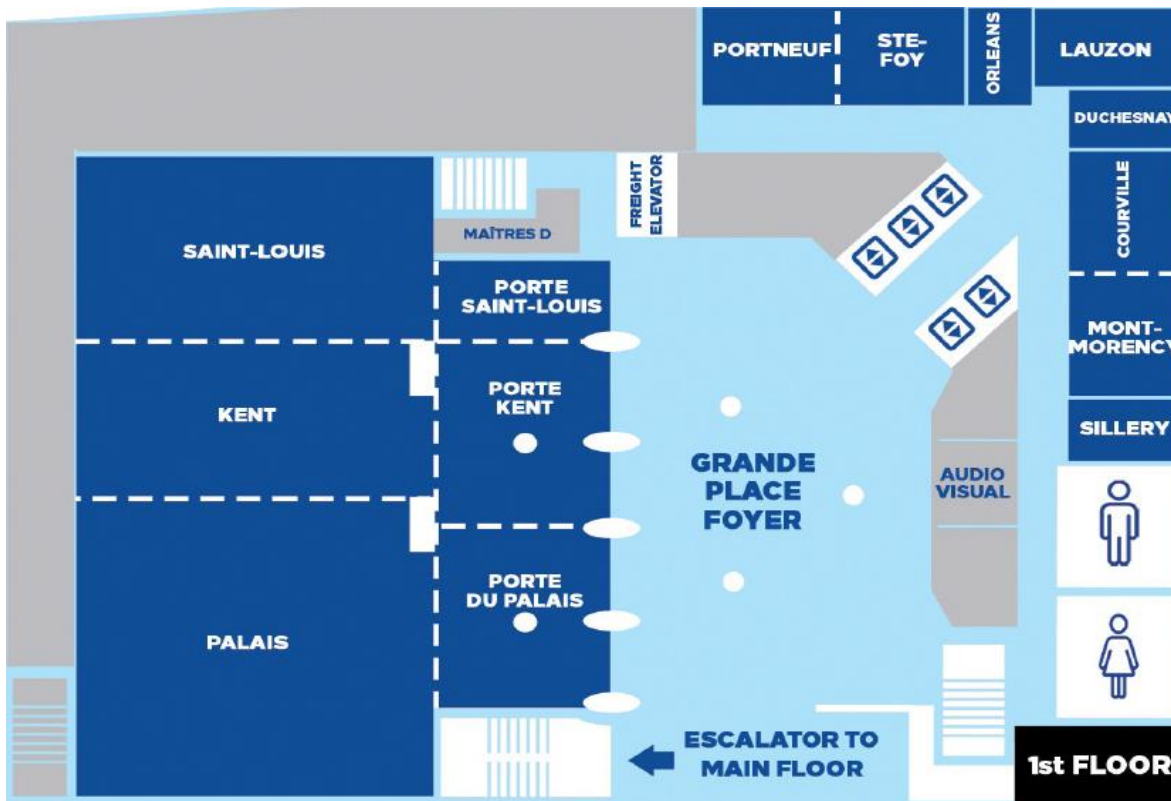 PORTNEUF
STE-
FOY
ORLEANS
LAUZON
DUCHESNAY
COURVILLE
MONT-
MORENCY
SILLERY
FREIGHT
ELEVATOR
MAÎTRES D
SAINT-LOUIS
PORTE
SAINT-LOUIS
KENT
PORTE
KENT
GRANDE
PLACE
FOYER
AUDIO
VISUAL
PALAIS
PORTE
DU PALAIS
ESCALATOR TO
MAIN FLOOR
1st FLOOR